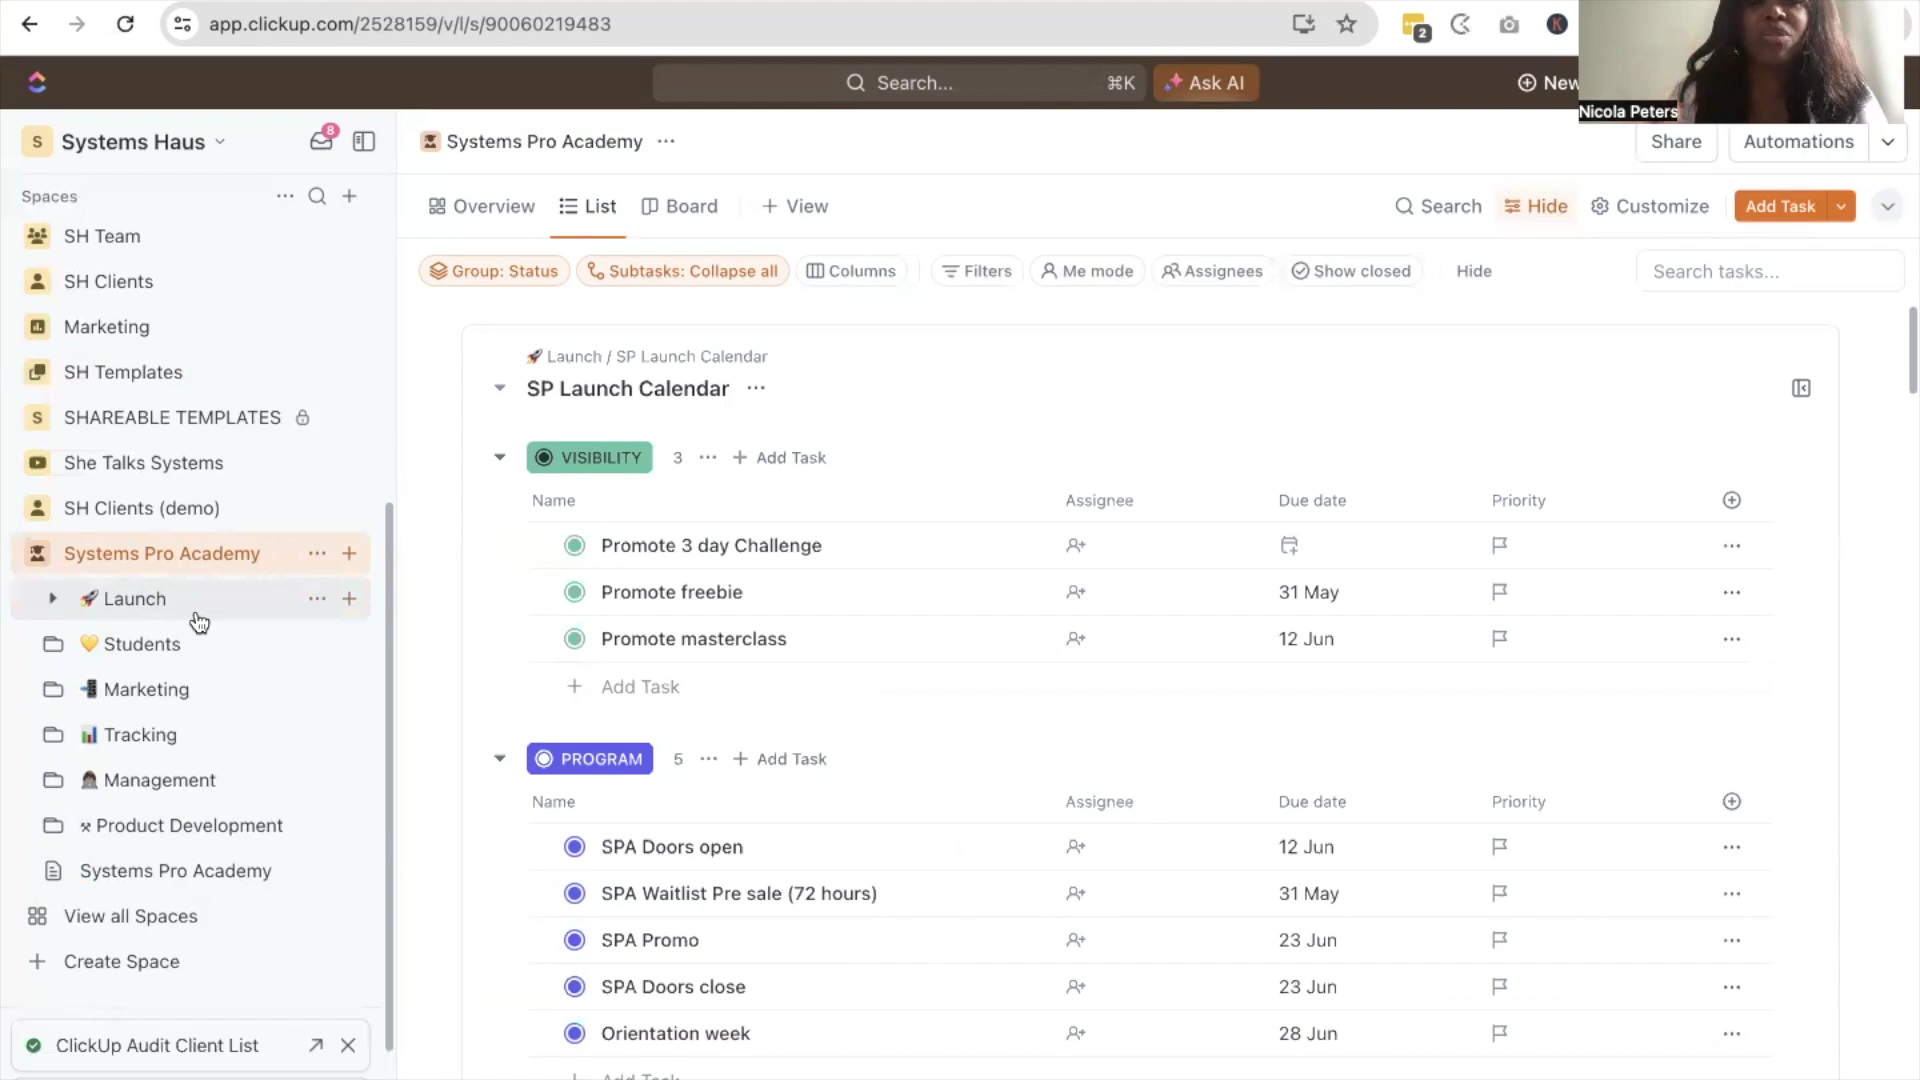 app.clickup.com/2528159/v/l/s/90060219483
2
K
Search...
⌘K
Ask AI
New
Nicola Peters
S
Systems Haus
8
Systems Pro Academy
Share
Automations
Spaces
Overview
List
Board
+ View
Search
Hide
Customize
Add Task
SH Team
SH Clients
Marketing
SH Templates
S
SHAREABLE TEMPLATES
She Talks Systems
SH Clients (demo)
Systems Pro Academy
Launch
Students
Marketing
Tracking
Management
Product Development
Systems Pro Academy
View all Spaces
+ Create Space
ClickUp Audit Client List
Group: Status
Subtasks: Collapse all
Columns
Filters
Me mode
Assignees
Show closed
Hide
Search tasks...
Launch / SP Launch Calendar
SP Launch Calendar
VISIBILITY 3 ... + Add Task
Name Assignee Due date Priority
Promote 3 day Challenge
Promote freebie 31 May
Promote masterclass 12 Jun
+ Add Task
PROGRAM 5 ... + Add Task
Name Assignee Due date Priority
SPA Doors open 12 Jun
SPA Waitlist Pre sale (72 hours) 31 May
SPA Promo 23 Jun
SPA Doors close 23 Jun
Orientation week 28 Jun
+ Add Task